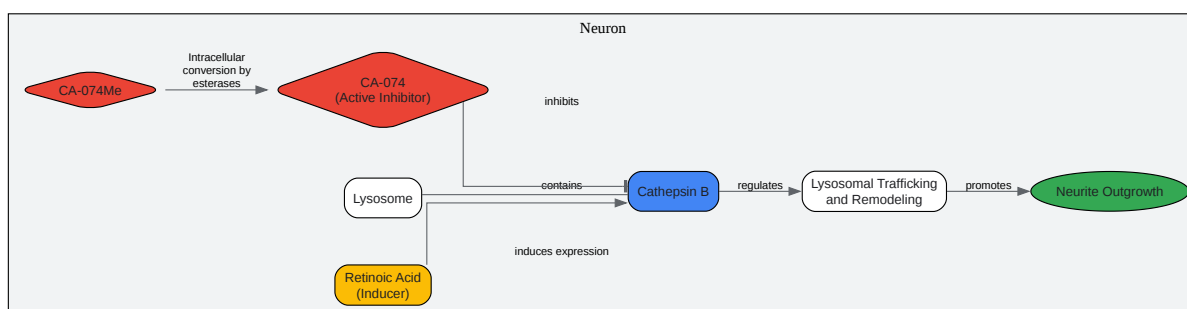 Neuron
Intracellular
conversion by
esterases
CA-074Me
CA-074
(Active Inhibitor)
inhibits
Lysosome
contains
Cathepsin B
regulates
Lysosomal Trafficking
and Remodeling
promotes
Neurite Outgrowth
induces expression
Retinoic Acid
(Inducer)